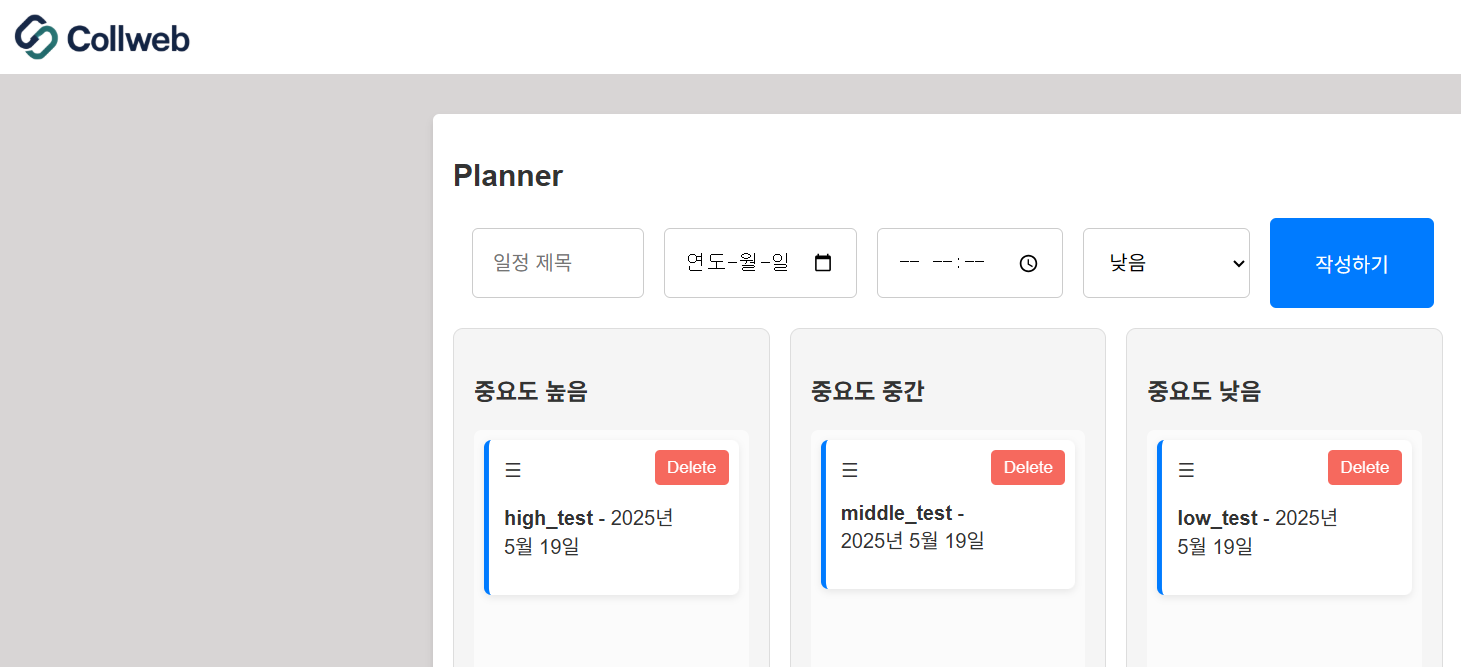 Collweb
Planner
일정 제목
연도-월-일
-- --:--
낮음
작성하기
중요도 높음
Delete
high_test - 2025년
5월 19일
중요도 중간
Delete
middle_test -
2025년 5월 19일
중요도 낮음
Delete
low_test - 2025년
5월 19일